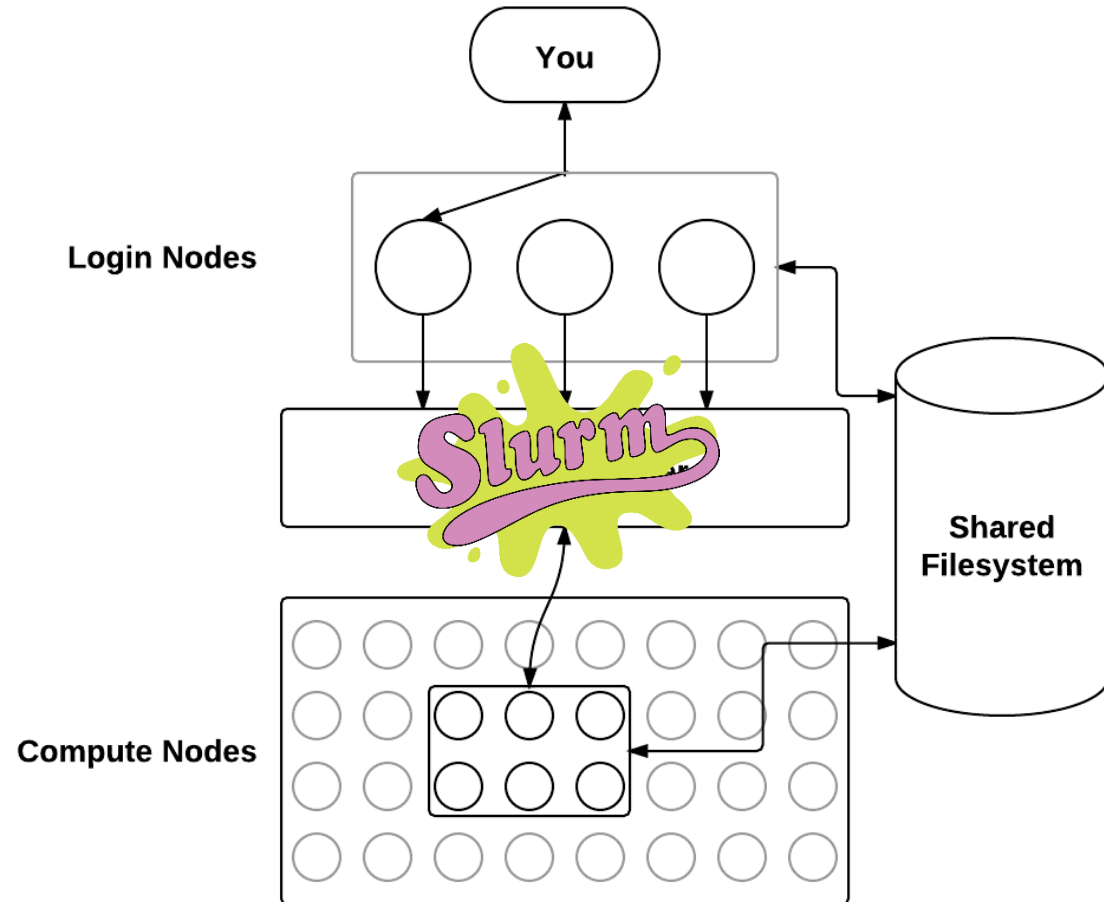 You
Login Nodes
Slurm
Shared
Filesystem
Compute Nodes